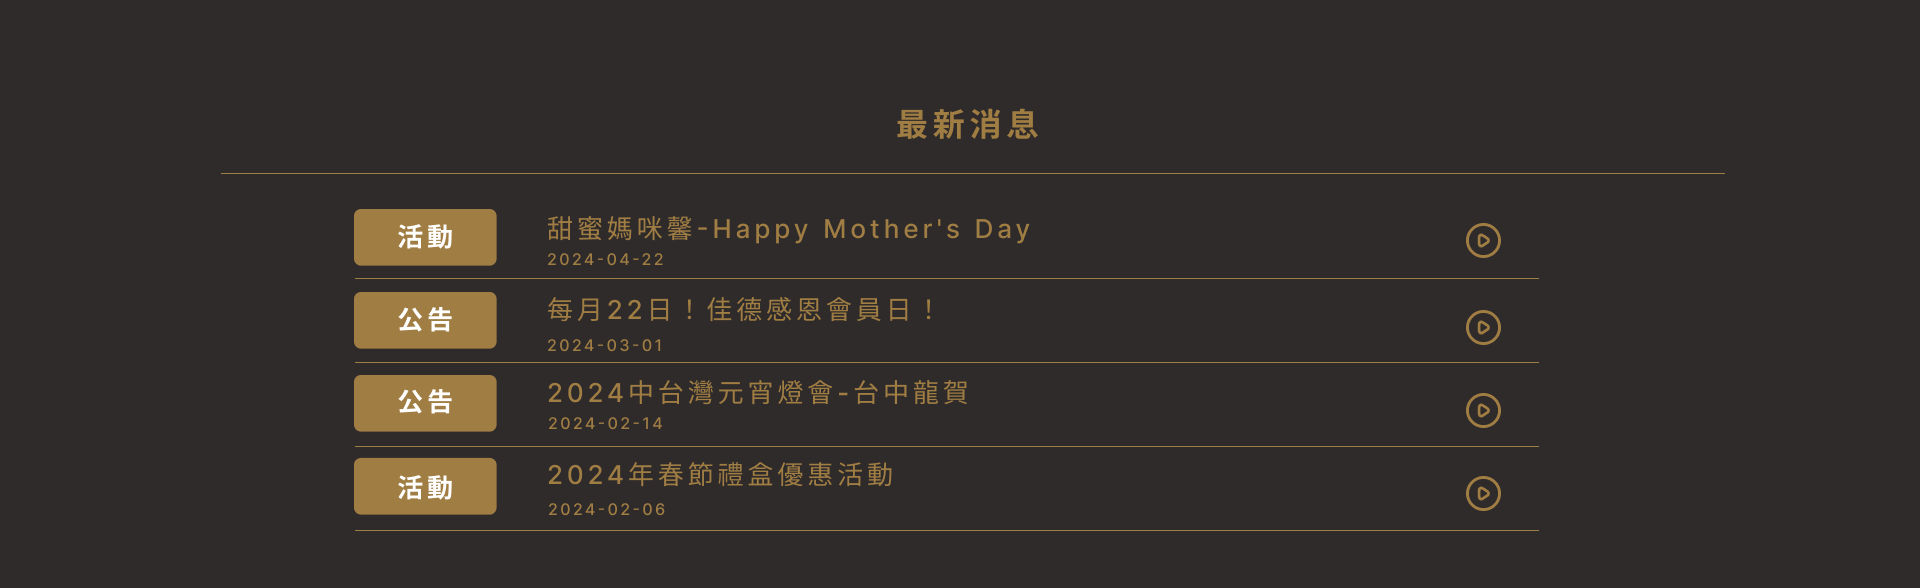 最新消息
活動
甜蜜媽咪馨-Happy Mother's Day
2024-04-22
公告
每月22日！佳德感恩會員日！
2024-03-01
公告
2024中台灣元宵燈會-台中龍賀
2024-02-14
活動
2024年春節禮盒優惠活動
2024-02-06